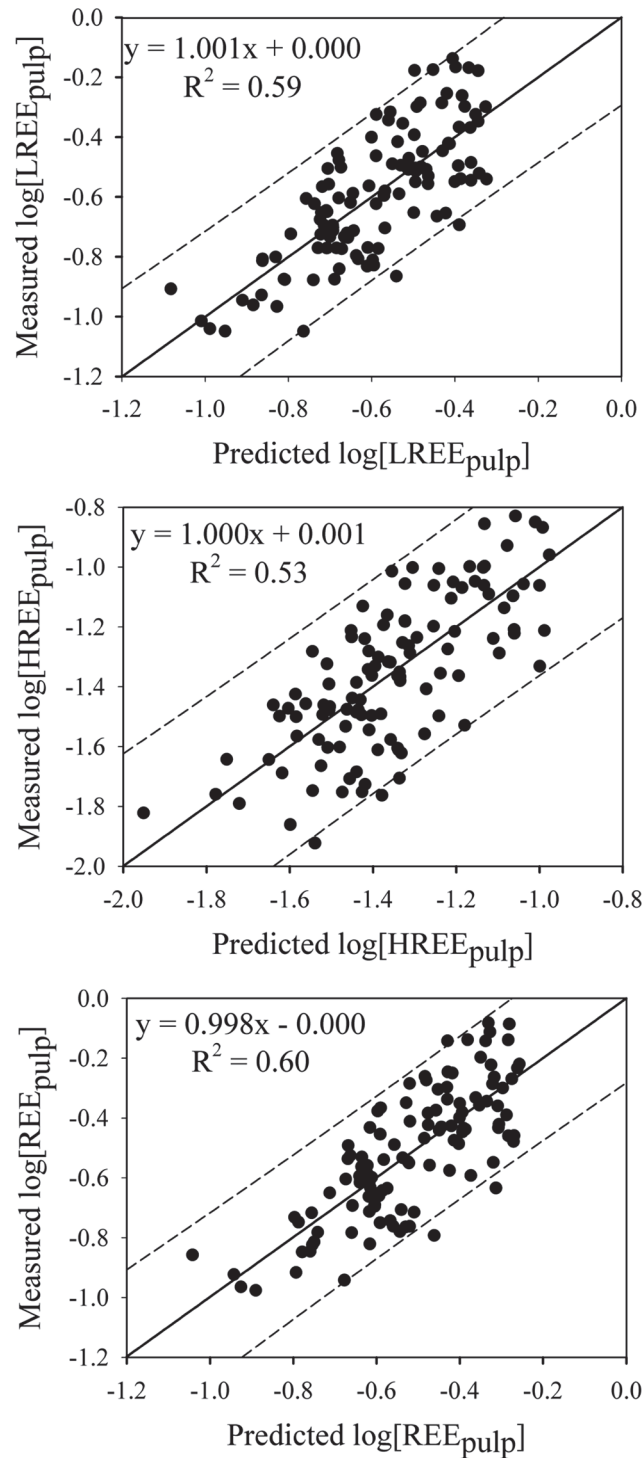 y = 1.001x + 0.000
R² = 0.59
Measured log[LREEpulp]
0.0
-0.2
-0.4
-0.6
-0.8
-1.0
-1.2
-1.2 -1.0 -0.8 -0.6 -0.4 -0.2 0.0
Predicted log[LREEpulp]
y = 1.000x + 0.001
R² = 0.53
Measured log[HREEpulp]
-0.8
-1.0
-1.2
-1.4
-1.6
-1.8
-2.0
-2.0 -1.8 -1.6 -1.4 -1.2 -1.0 -0.8
Predicted log[HREEpulp]
y = 0.998x - 0.000
R² = 0.60
Measured log[REEpulp]
0.0
-0.2
-0.4
-0.6
-0.8
-1.0
-1.2
-1.2 -1.0 -0.8 -0.6 -0.4 -0.2 0.0
Predicted log[REEpulp]